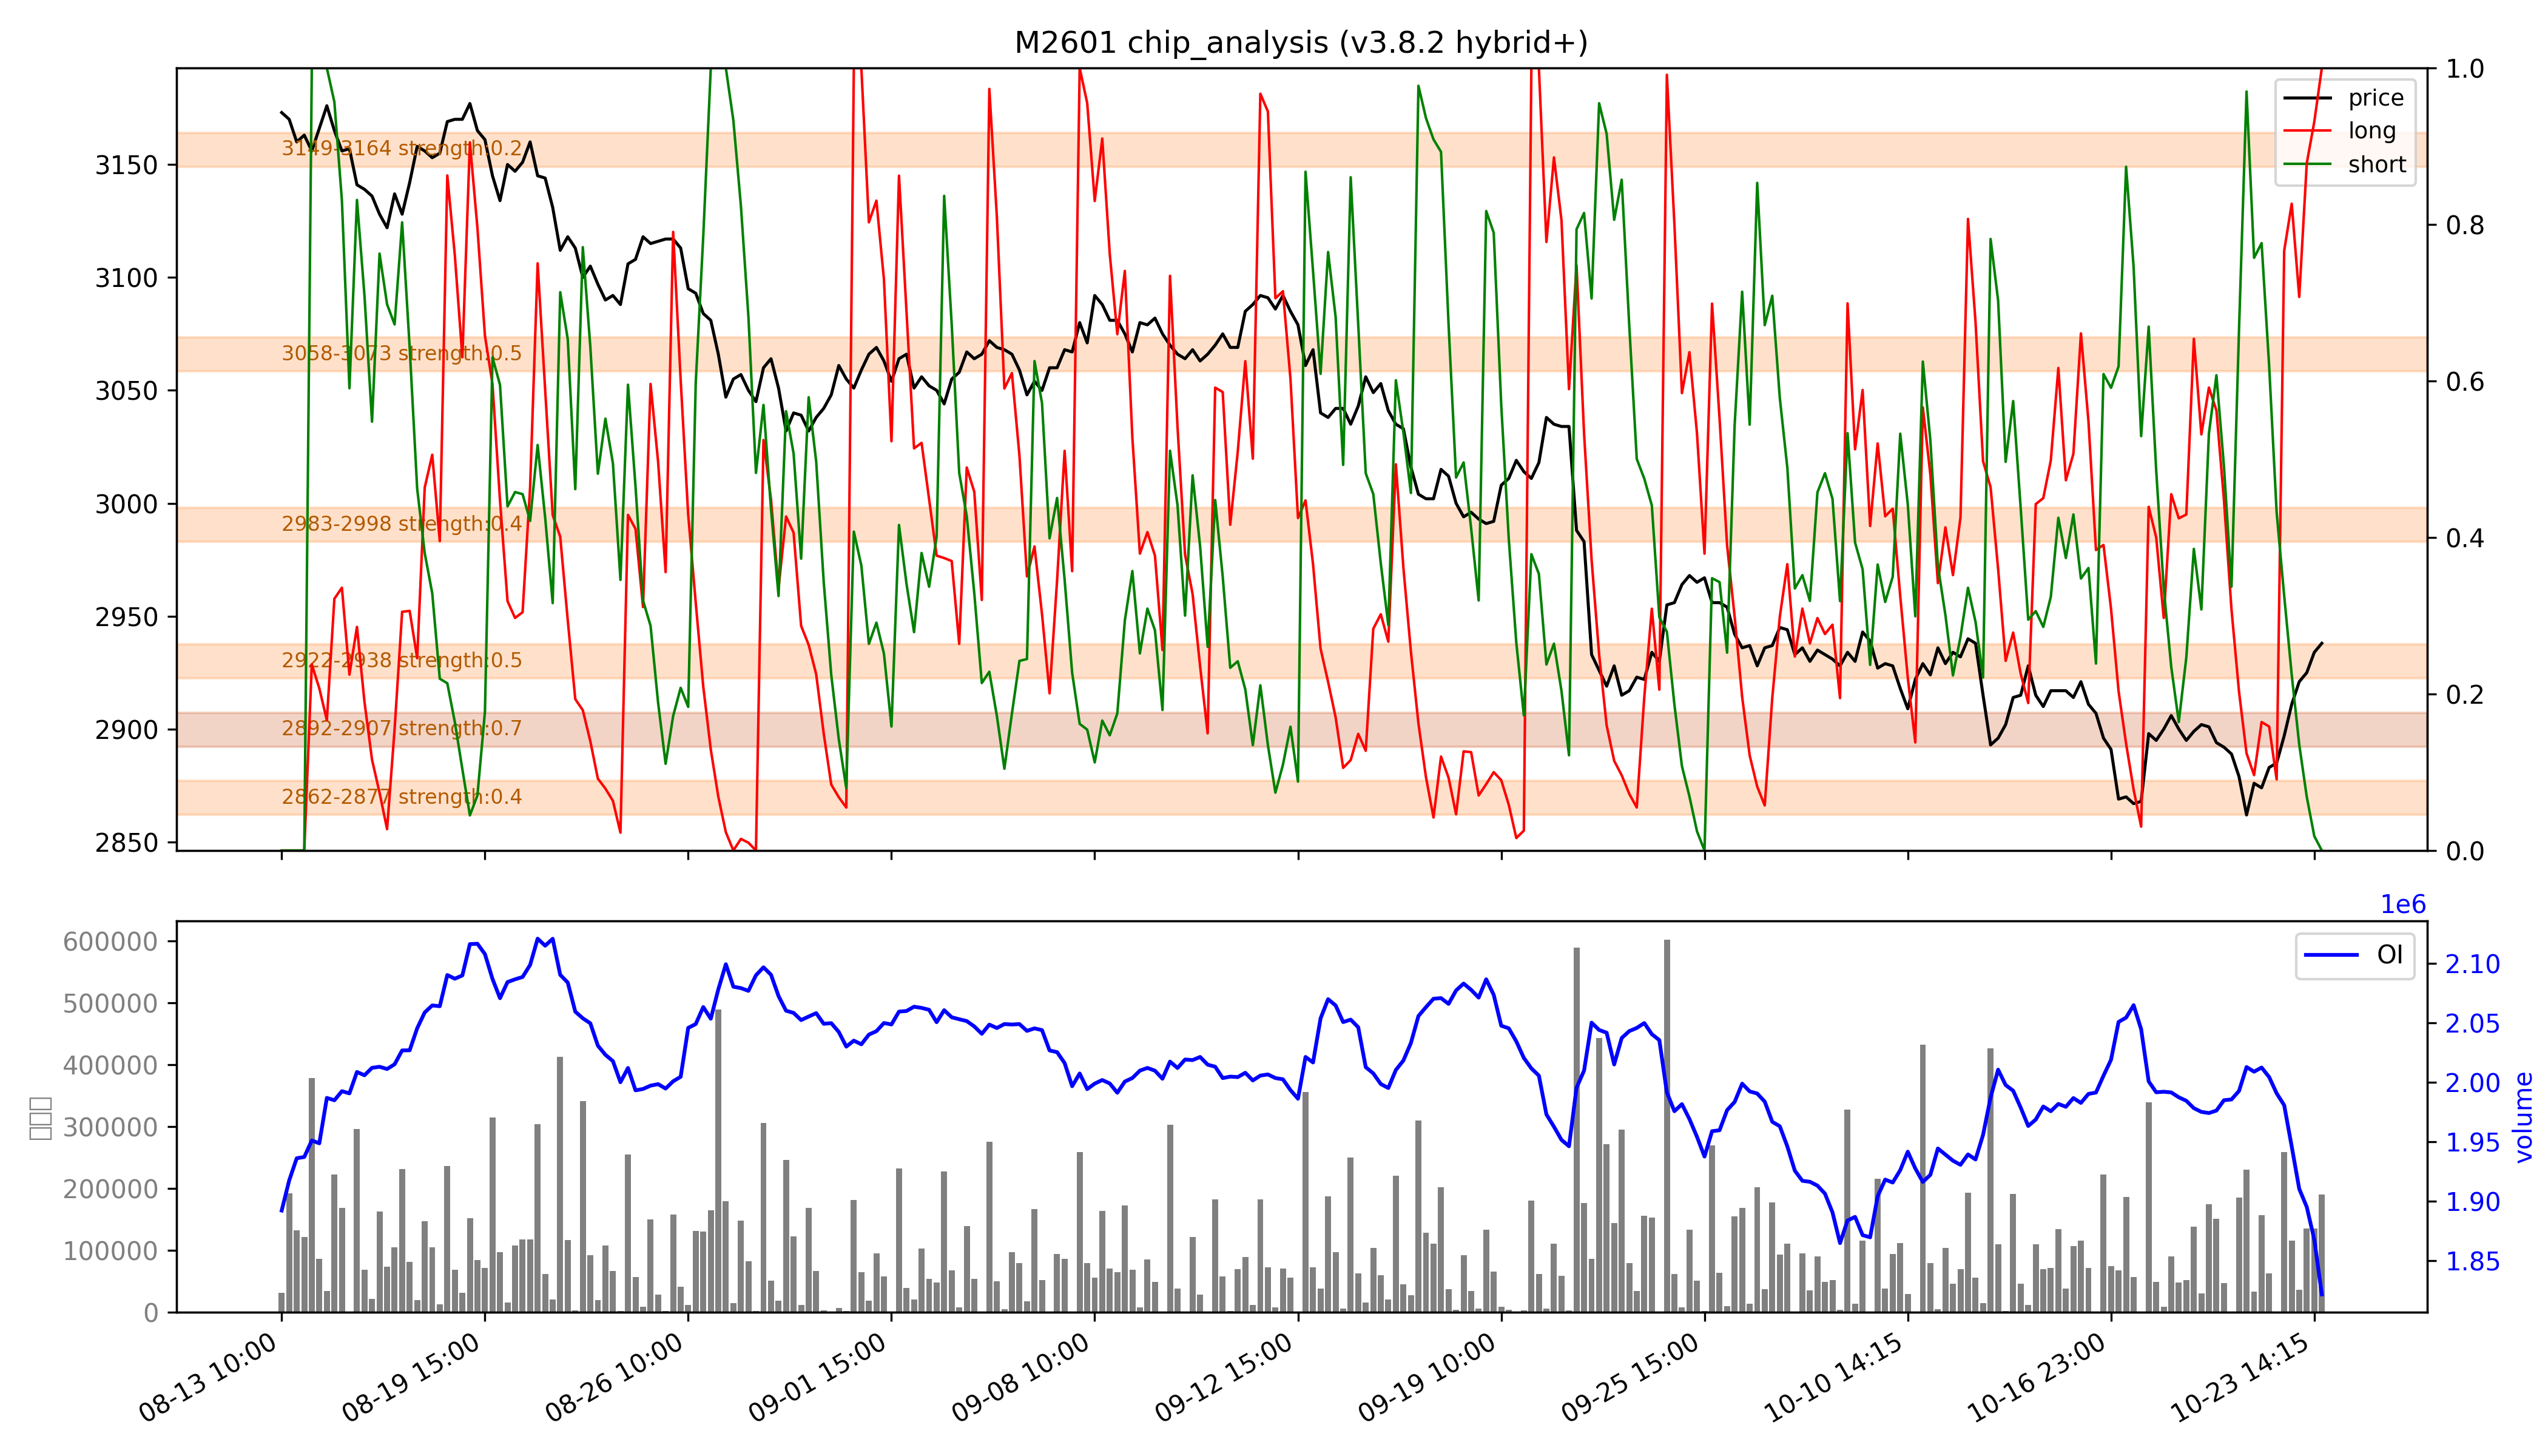 M2601 chip_analysis (v3.8.2 hybrid+)
price
long
short
3149-3164 strength:0.2
3058-3073 strength:0.5
2983-2998 strength:0.4
2922-2938 strength:0.5
2892-2907 strength:0.7
2862-2877 strength:0.4
3150
3100
3050
3000
2950
2900
2850
1.0
0.8
0.6
0.4
0.2
0.0
1e6
OI
600000
500000
400000
300000
200000
100000
0
2.10
2.05
2.00
1.95
1.90
1.85
volume
08-13 10:00
08-19 15:00
08-26 10:00
09-01 15:00
09-08 10:00
09-12 15:00
09-19 10:00
09-25 15:00
10-10 14:15
10-16 23:00
10-23 14:15